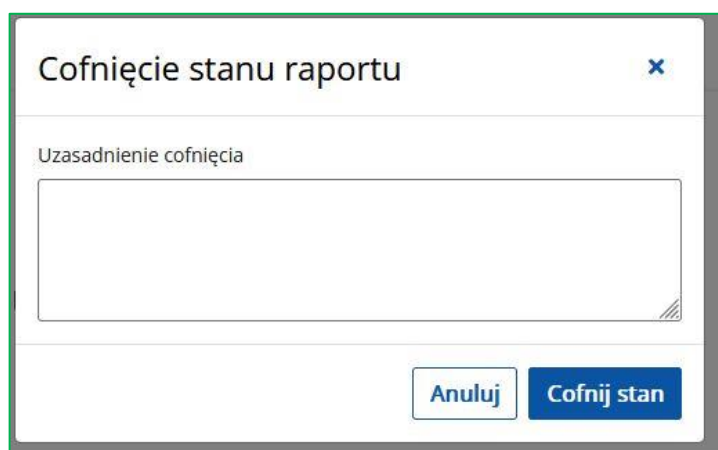 Cofnięcie stanu raportu
Uzasadnienie cofnięcia
Anuluj Cofnij stan